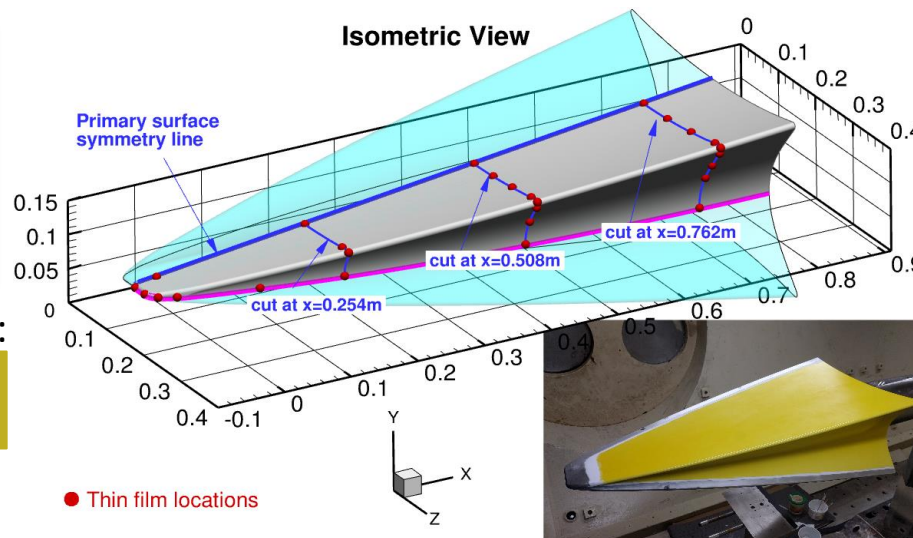 Isometric View
Primary surface
symmetry line
0
0.1
0.2
0.3
0.15
0.1
0.05
0
cut at x=0.762m
cut at x=0.508m
cut at x=0.254m
0.8
0.7
0.5
0.4
0.3
0.2
0.1
0
-0.1
0.1
0.2
0.3
0.4
Y
X
Z
Thin film locations